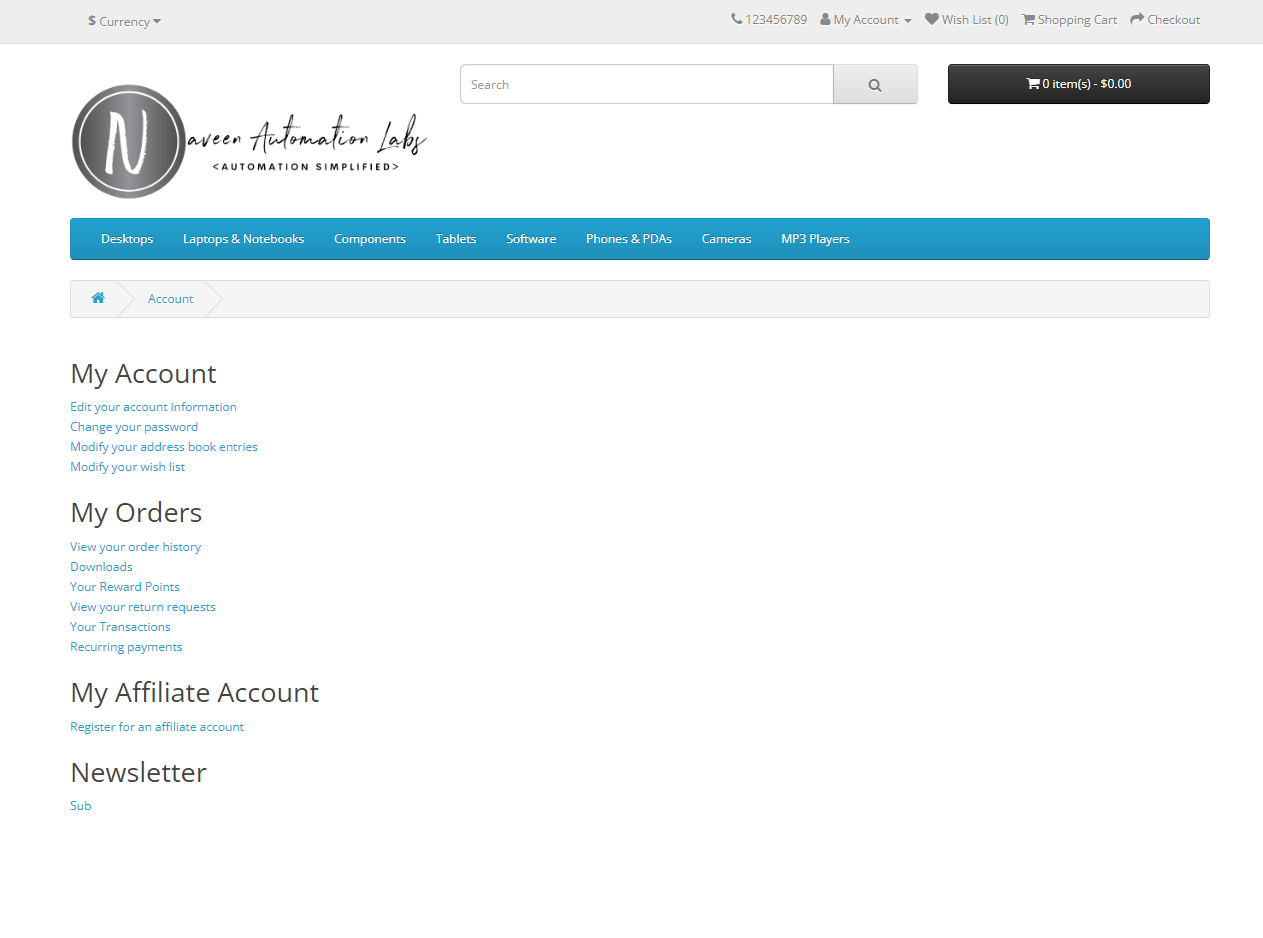 $ Currency
123456789 My Account Wish List (0) Shopping Cart Checkout
Search
0 item(s) - $0.00
Naveen Automation Labs
<AUTOMATION SIMPLIFIED>
Desktops Laptops & Notebooks Components Tablets Software Phones & PDAs Cameras MP3 Players
Account
My Account
Edit your account information
Change your password
Modify your address book entries
Modify your wish list
My Orders
View your order history
Downloads
Your Reward Points
View your return requests
Your Transactions
Recurring payments
My Affiliate Account
Register for an affiliate account
Newsletter
Sub